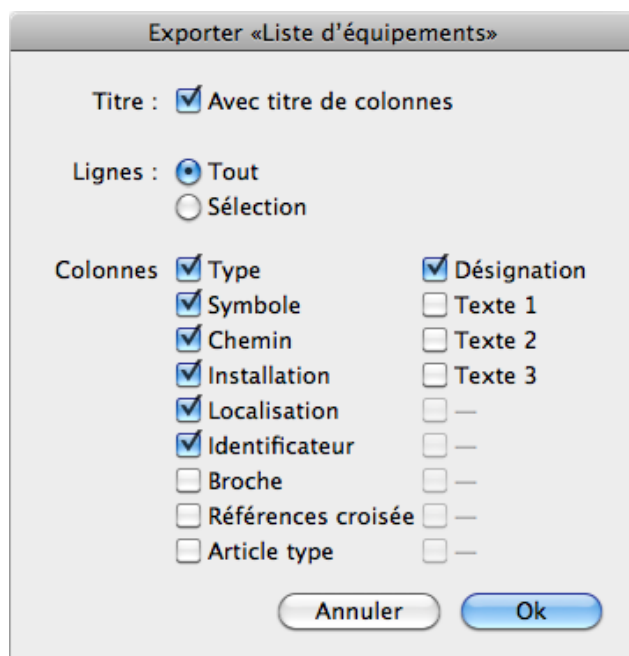 Exporter «Liste d'équipements»
Titre : Avec titre de colonnes
Lignes : Tout
Sélection
Colonnes Type Désignation
Symbole Texte 1
Chemin Texte 2
Installation Texte 3
Localisation —
Identificateur —
Broche —
Références croisée —
Article type —
Annuler Ok